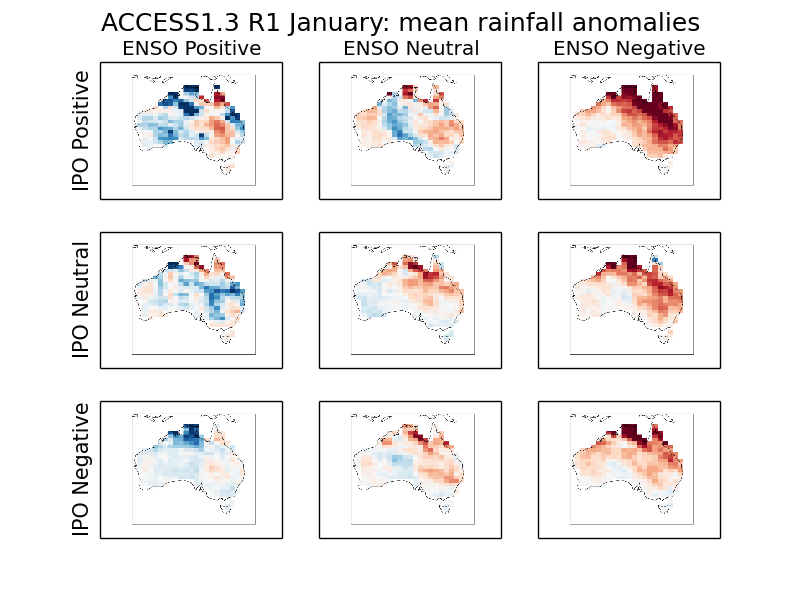 ACCESS1.3 R1 January: mean rainfall anomalies
ENSO Positive
ENSO Neutral
ENSO Negative
IPO Positive
IPO Neutral
IPO Negative